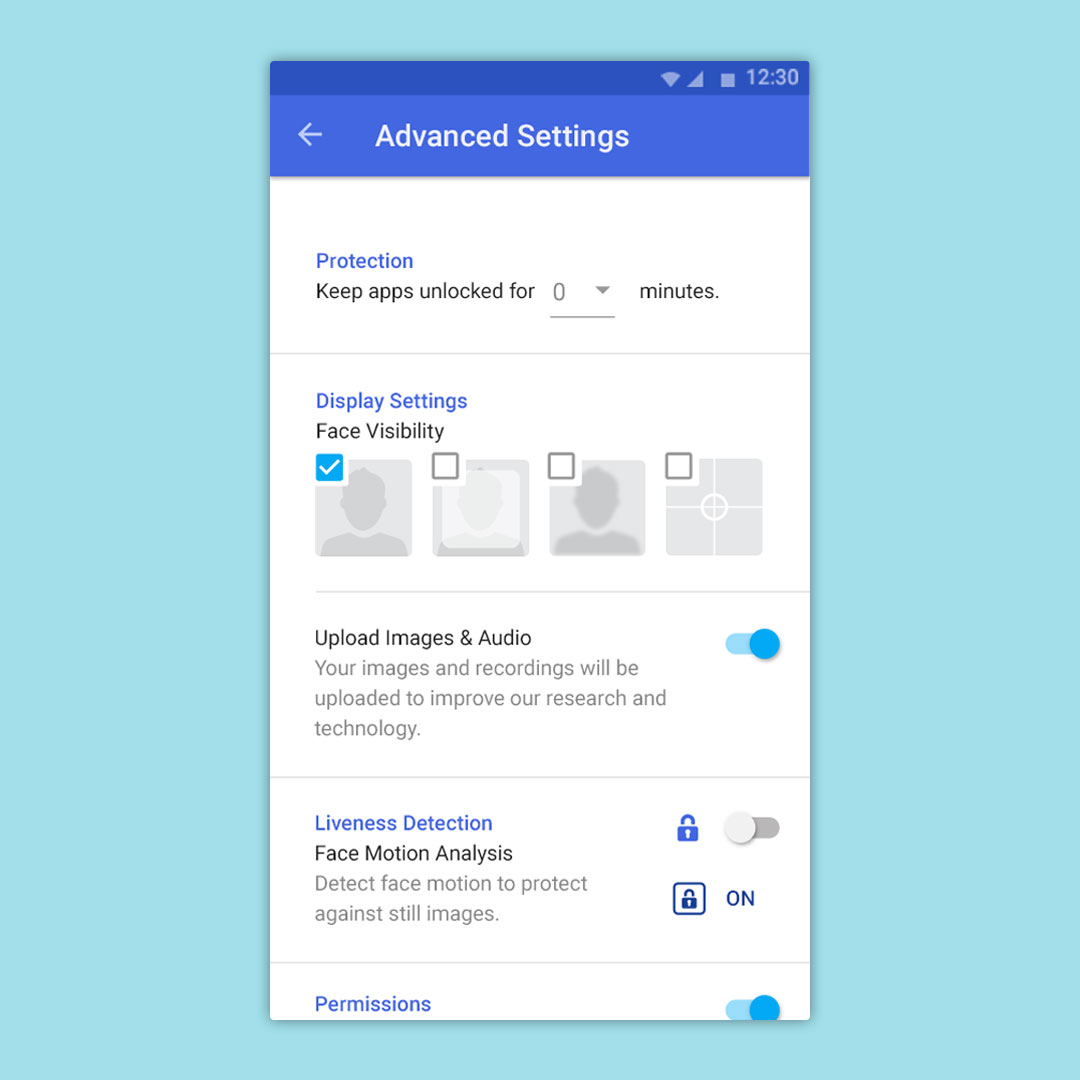 12:30
Advanced Settings
Protection
Keep apps unlocked for 0 minutes.
Display Settings
Face Visibility
Upload Images & Audio
Your images and recordings will be
uploaded to improve our research and
technology.
Liveness Detection
Face Motion Analysis
Detect face motion to protect
against still images.
ON
Permissions